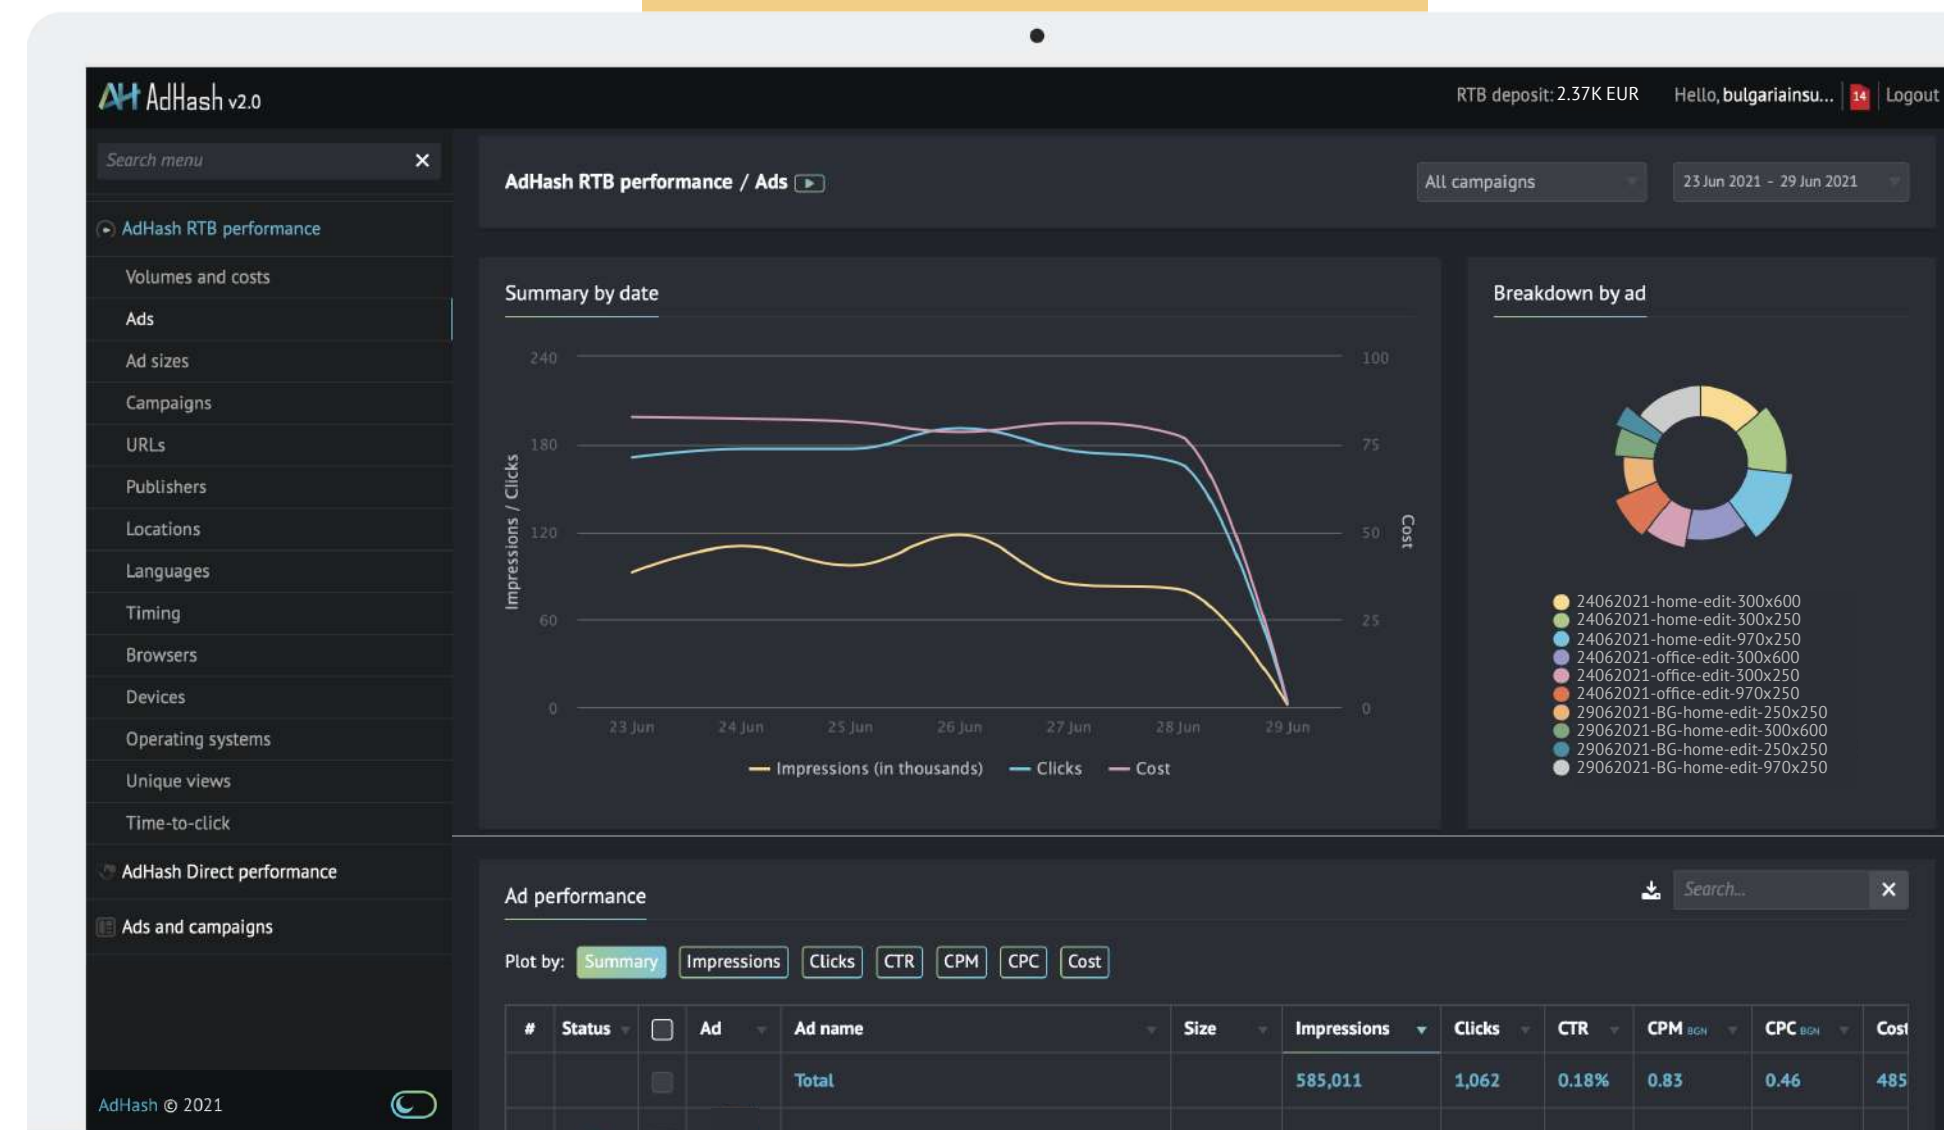 AH AdHash v2.0
RTB deposit: 2.37K EUR
Hello, bulgariainsu...
14
Logout
Search menu
AdHash RTB performance
Volumes and costs
Ads
Ad sizes
Campaigns
URLs
Publishers
Locations
Languages
Timing
Browsers
Devices
Operating systems
Unique views
Time-to-click
AdHash Direct performance
Ads and campaigns
AdHash © 2021
AdHash RTB performance / Ads
All campaigns
23 Jun 2021 - 29 Jun 2021
Summary by date
240
180
120
60
0
Impressions / Clicks
100
75
50
25
0
Cost
23 Jun 24 Jun 25 Jun 26 Jun 27 Jun 28 Jun 29 Jun
Impressions (in thousands) Clicks Cost
Breakdown by ad
24062021-home-edit-300x600
24062021-home-edit-300x250
24062021-home-edit-970x250
24062021-office-edit-300x600
24062021-office-edit-300x250
24062021-office-edit-970x250
29062021-BG-home-edit-250x250
29062021-BG-home-edit-300x600
29062021-BG-home-edit-250x250
29062021-BG-home-edit-970x250
Ad performance
Search...
Plot by: Summary Impressions Clicks CTR CPM CPC Cost
# Status Ad Ad name Size Impressions Clicks CTR CPM BGN CPC BGN Cost
Total 585,011 1,062 0.18% 0.83 0.46 485